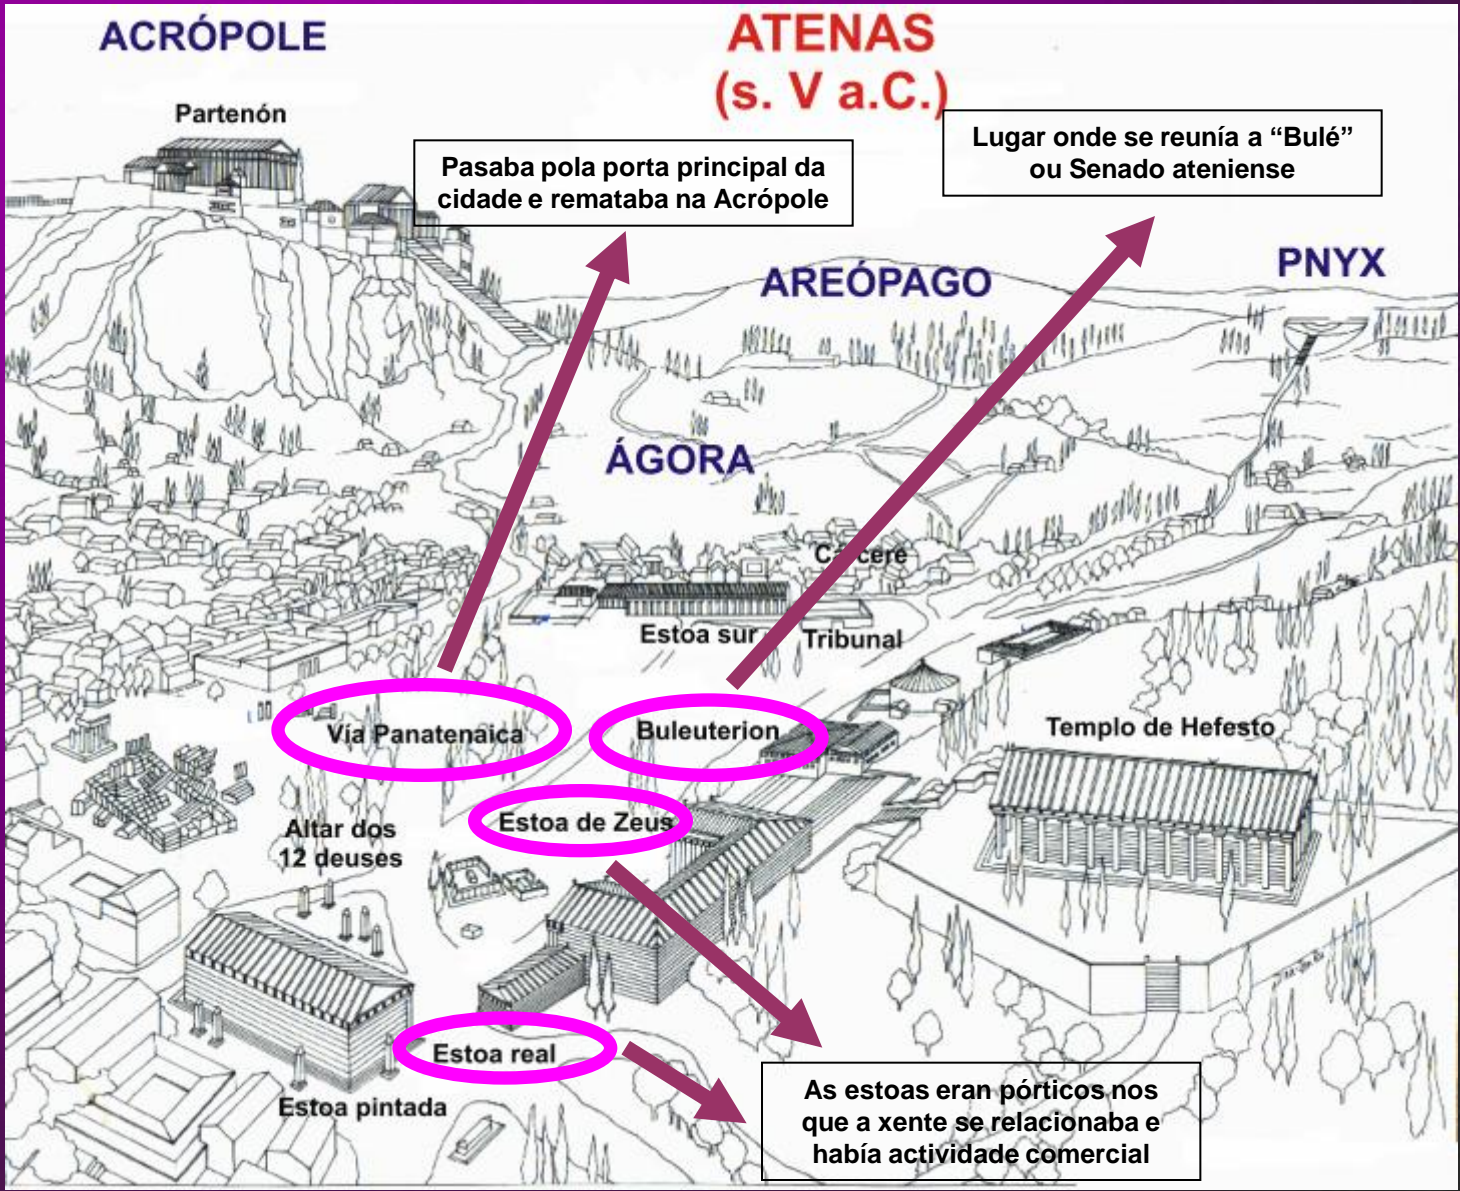 ACRÓPOLE
ATENAS
(s. V a.C.)
Partenón
Pasaba pola porta principal da
cidade e remataba na Acrópole
Lugar onde se reunía a “Bulé”
ou Senado ateniense
AREÓPAGO
PNYX
ÁGORA
Cárcere
Estoa sur
Tribunal
Vía Panatenaica
Buleuterion
Templo de Hefesto
Estoa de Zeus
Altar dos
12 deuses
Estoa real
Estoa pintada
As estoas eran pórticos nos
que a xente se relacionaba e
había actividade comercial